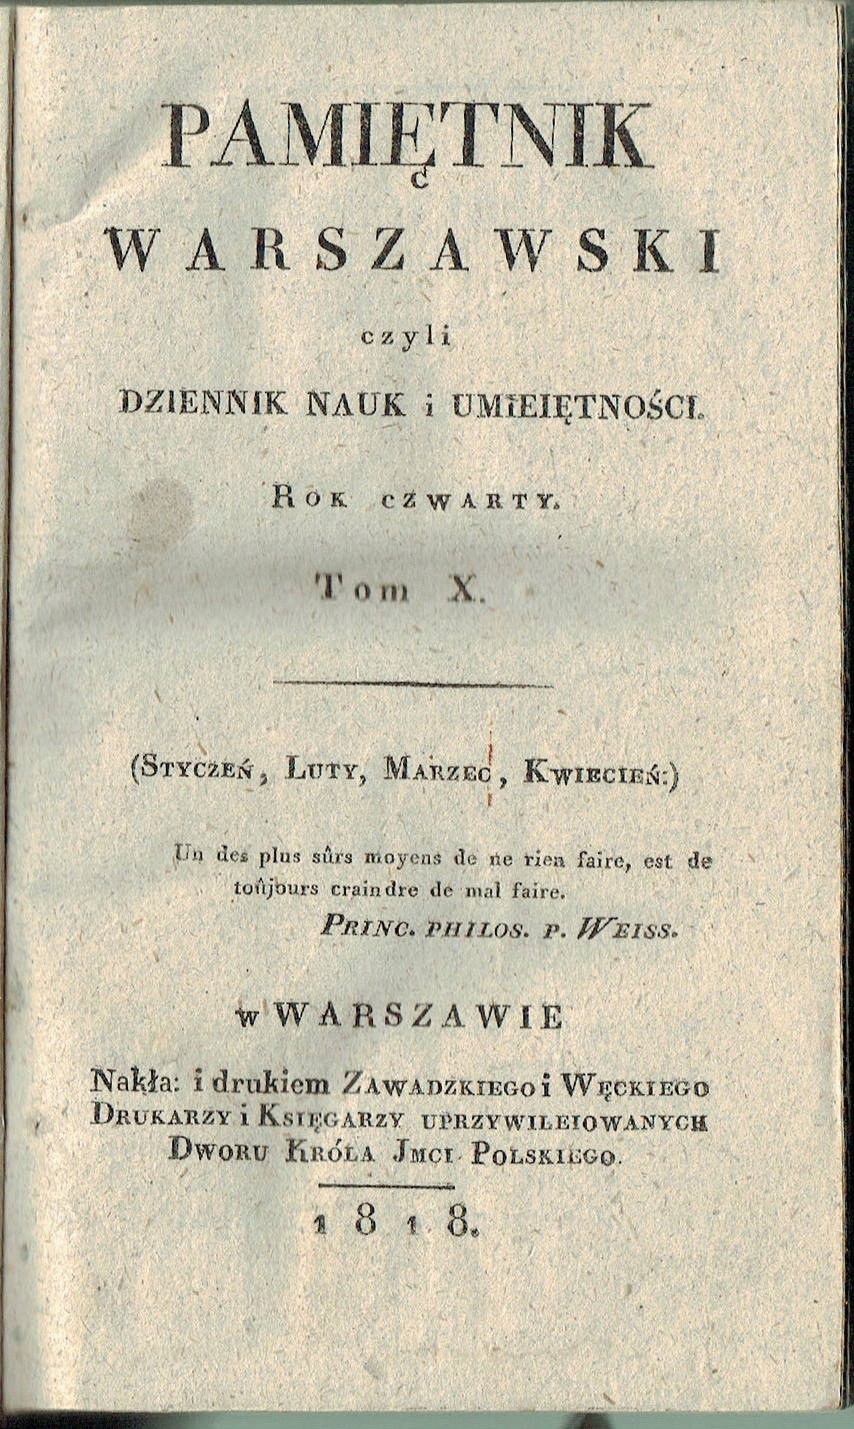 PAMIĘTNIK
WARSZAWSKI
czyli
DZIENNIK NAUK i UMIEIĘTNOŚCI.
ROK CZWARTY.
Tom X.
(STYCZEŃ, LUTY, MARZEC, KWIECIEŃ:)
Un des plus sûrs moyens de ne rien faire, est de
toûjours craindre de mal faire.
PRINC. PHILOS. P. WEISS.
w WARSZAWIE
Nakła: i drukiem ZAWADZKIEGO i WĘCKIEGO
DRUKARZY i KSIĘGARZY UPRZYWILEIOWANYCH
DWORU KRÓLA JMCI POLSKIEGO.
1818.